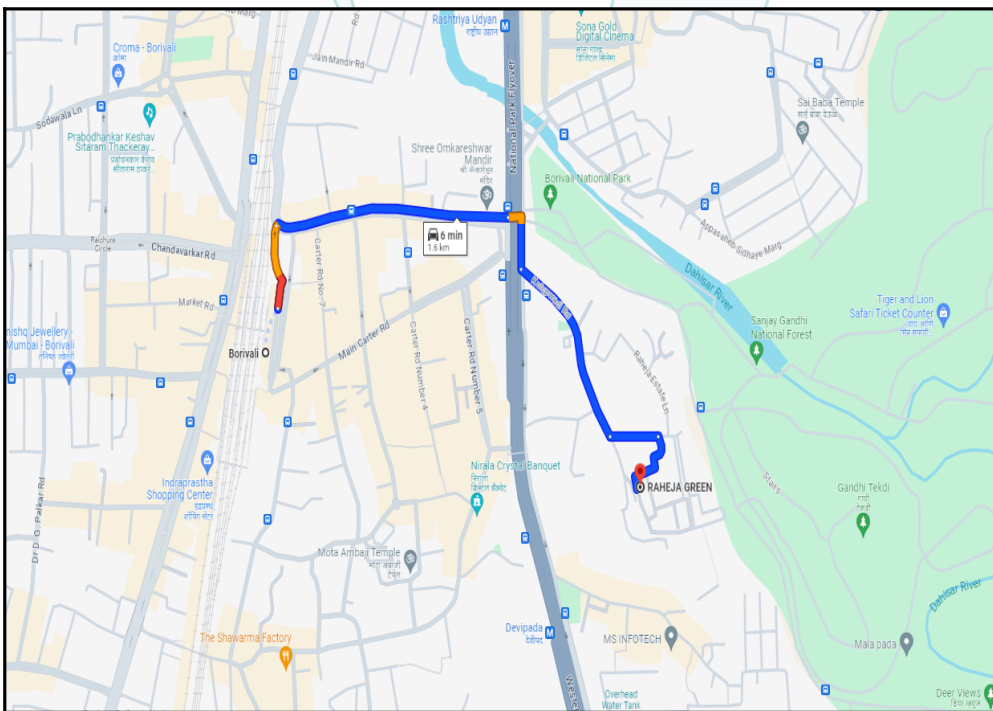 Rd
Rashtriya Udyan
राष्ट्रीय उद्यान
Sona Gold
Digital Cinema
Croma - Borivali
क्रोमा
Jain Mandir Rd
Sodawala Ln
Prabodhankar Keshav
Sitaram Thackeray...
National Park Flyover
Sai Baba Temple
Shree Omkareshwar
Mandir
मंदिर
Borivali National Park
6 min
1.6 km
Raichura
Circle
Chandavarkar Rd
Carter Rd No. 7
Appasaheb Sidhaye Marg
Dahisar River
Market Rd
Main Carter Rd
Tiger and Lion
Safari Ticket Counter
nishq Jewellery -
Mumbai - Borivali
Borivali
Sanjay Gandhi
National Forest
Carter Rd Number 4
Carter Rd Number 5
Raheja Estate Ln
Indraprastha
Shopping Center
Nirala Crystal Banquet
RAHEJA GREEN
Stairs
Gandhi Tekdi
गांधी
टेकडी
Dr D. G. Palkar Rd
Mota Ambaji Temple
Dahisar River
The Shawarma Factory
Devipada
देवीपाडा
MS INFOTECH
Mala pada
Weste
Overhead
Water Tank
Deer Views